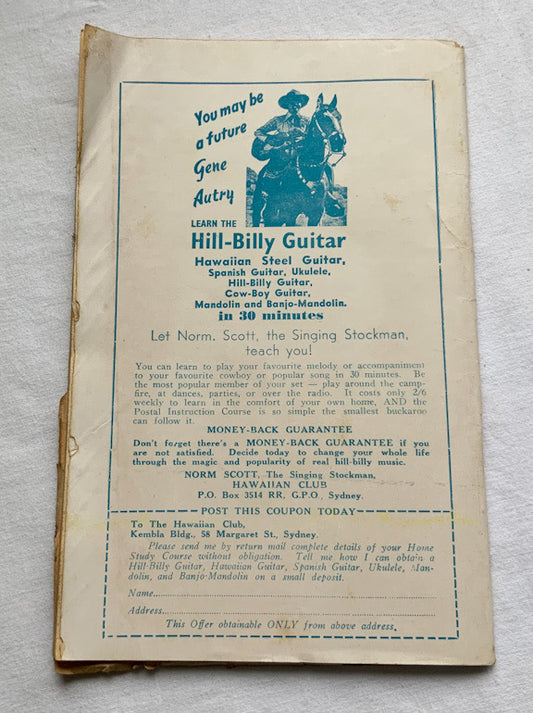 You may be
a future
Gene
Autry
LEARN THE
Hill-Billy Guitar
Hawaiian Steel Guitar,
Spanish Guitar, Ukulele,
Hill-Billy Guitar,
Cow-Boy Guitar,
Mandolin and Banjo-Mandolin.
in 30 minutes
Let Norm. Scott, the Singing Stockman,
teach you!
You can learn to play your favourite melody or accompaniment
to your favourite cowboy or popular song in 30 minutes. Be
the most popular member of your set — play around the camp-
fire, at dances, parties, or over the radio. It costs only 2/6
weekly to learn in the comfort of your own home, AND the
Postal Instruction Course is so simple the smallest buckaroo
can follow it.
MONEY-BACK GUARANTEE
Don't forget there's a MONEY-BACK GUARANTEE if you
are not satisfied. Decide today to change your whole life
through the magic and popularity of real hill-billy music.
NORM SCOTT, The Singing Stockman,
HAWAIIAN CLUB
P.O. Box 3514 RR, G.P.O., Sydney.
POST THIS COUPON TODAY
To The Hawaiian Club,
Kembla Bldg., 58 Margaret St., Sydney.
Please send me by return mail complete details of your Home
Study Course without obligation. Tell me how I can obtain a
Hill-Billy Guitar, Hawaiian Guitar, Spanish Guitar, Ukulele, Man-
dolin, and Banjo-Mandolin on a small deposit.
Name
Address
This Offer obtainable ONLY from above address.